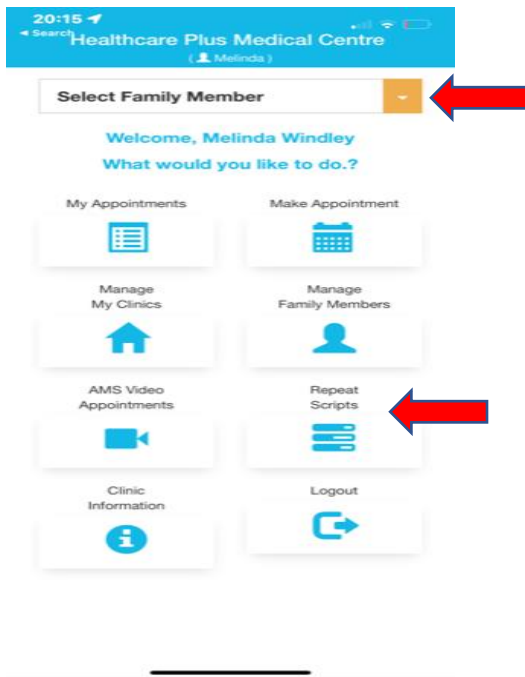 20:15
Search
Healthcare Plus Medical Centre
( Melinda )
Select Family Member
Welcome, Melinda Windley
What would you like to do.?
My Appointments
Make Appointment
Manage
My Clinics
Manage
Family Members
AMS Video
Appointments
Repeat
Scripts
Clinic
Information
Logout